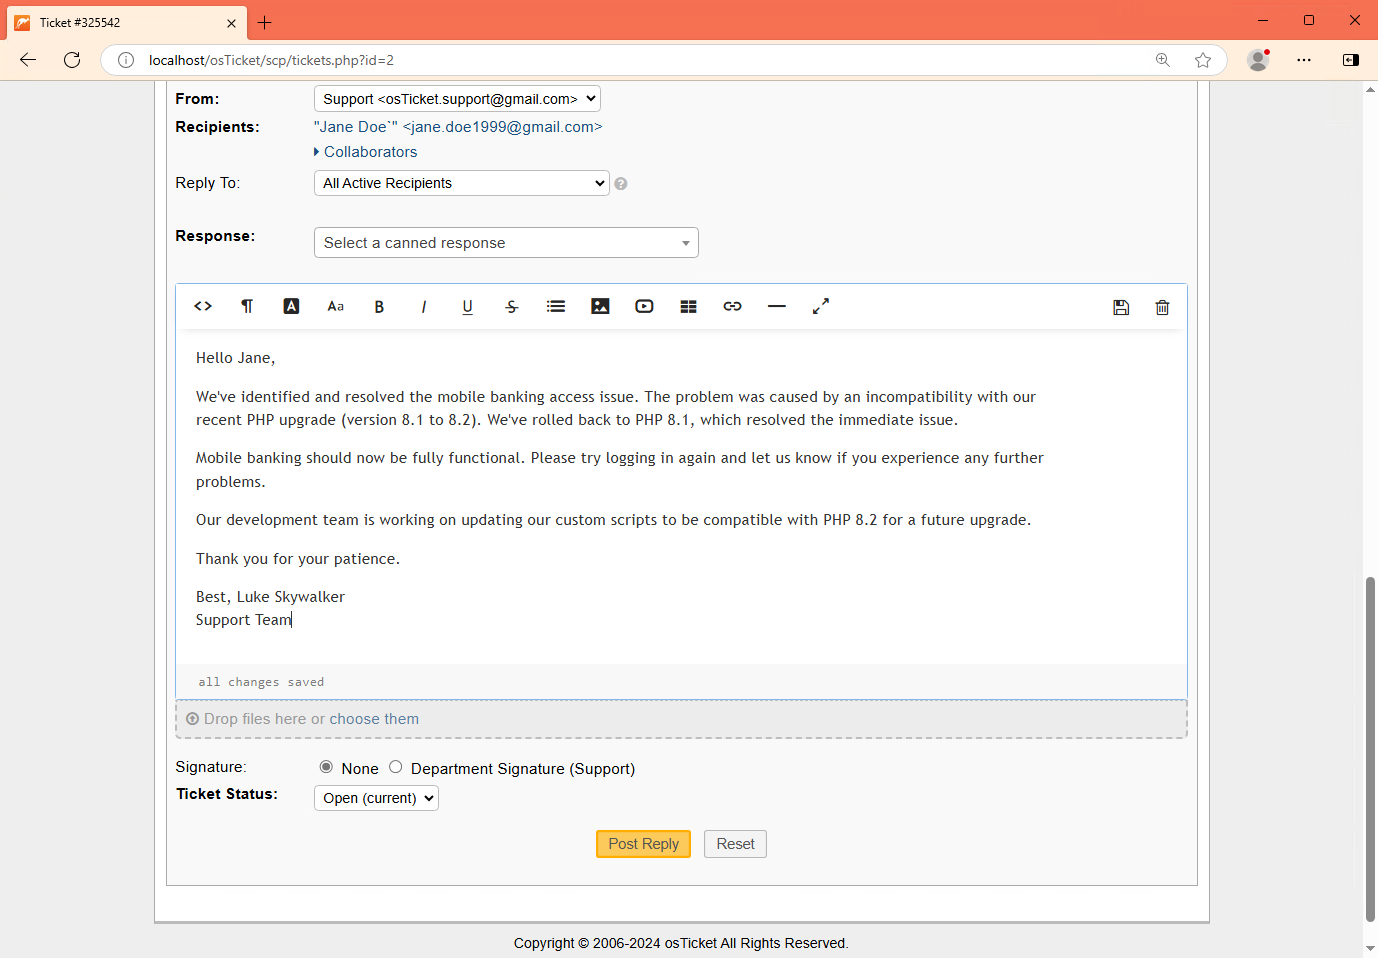 Ticket #325542
localhost/osTicket/scp/tickets.php?id=2
From: Support <osTicket.support@gmail.com>
Recipients: "Jane Doe`" <jane.doe1999@gmail.com>
Collaborators
Reply To: All Active Recipients
Response: Select a canned response
<> ¶ A Aa B I U S
Hello Jane,
We've identified and resolved the mobile banking access issue. The problem was caused by an incompatibility with our
recent PHP upgrade (version 8.1 to 8.2). We've rolled back to PHP 8.1, which resolved the immediate issue.
Mobile banking should now be fully functional. Please try logging in again and let us know if you experience any further
problems.
Our development team is working on updating our custom scripts to be compatible with PHP 8.2 for a future upgrade.
Thank you for your patience.
Best, Luke Skywalker
Support Team
all changes saved
Drop files here or choose them
Signature: None Department Signature (Support)
Ticket Status: Open (current)
Post Reply Reset
Copyright © 2006-2024 osTicket All Rights Reserved.